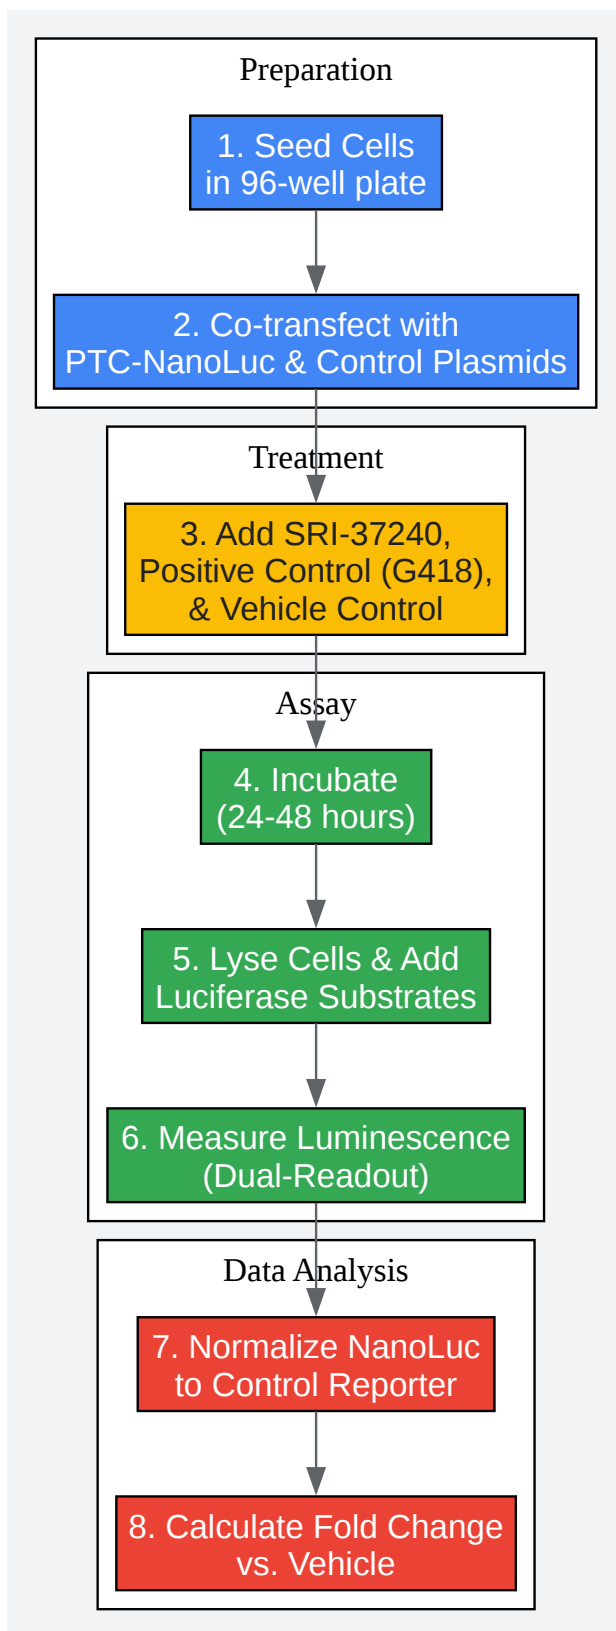 Preparation
1. Seed Cells
in 96-well plate
2. Co-transfect with
PTC-NanoLuc & Control Plasmids
Treatment
3. Add SRI-37240,
Positive Control (G418),
& Vehicle Control
Assay
4. Incubate
(24-48 hours)
5. Lyse Cells & Add
Luciferase Substrates
6. Measure Luminescence
(Dual-Readout)
Data Analysis
7. Normalize NanoLuc
to Control Reporter
8. Calculate Fold Change
vs. Vehicle